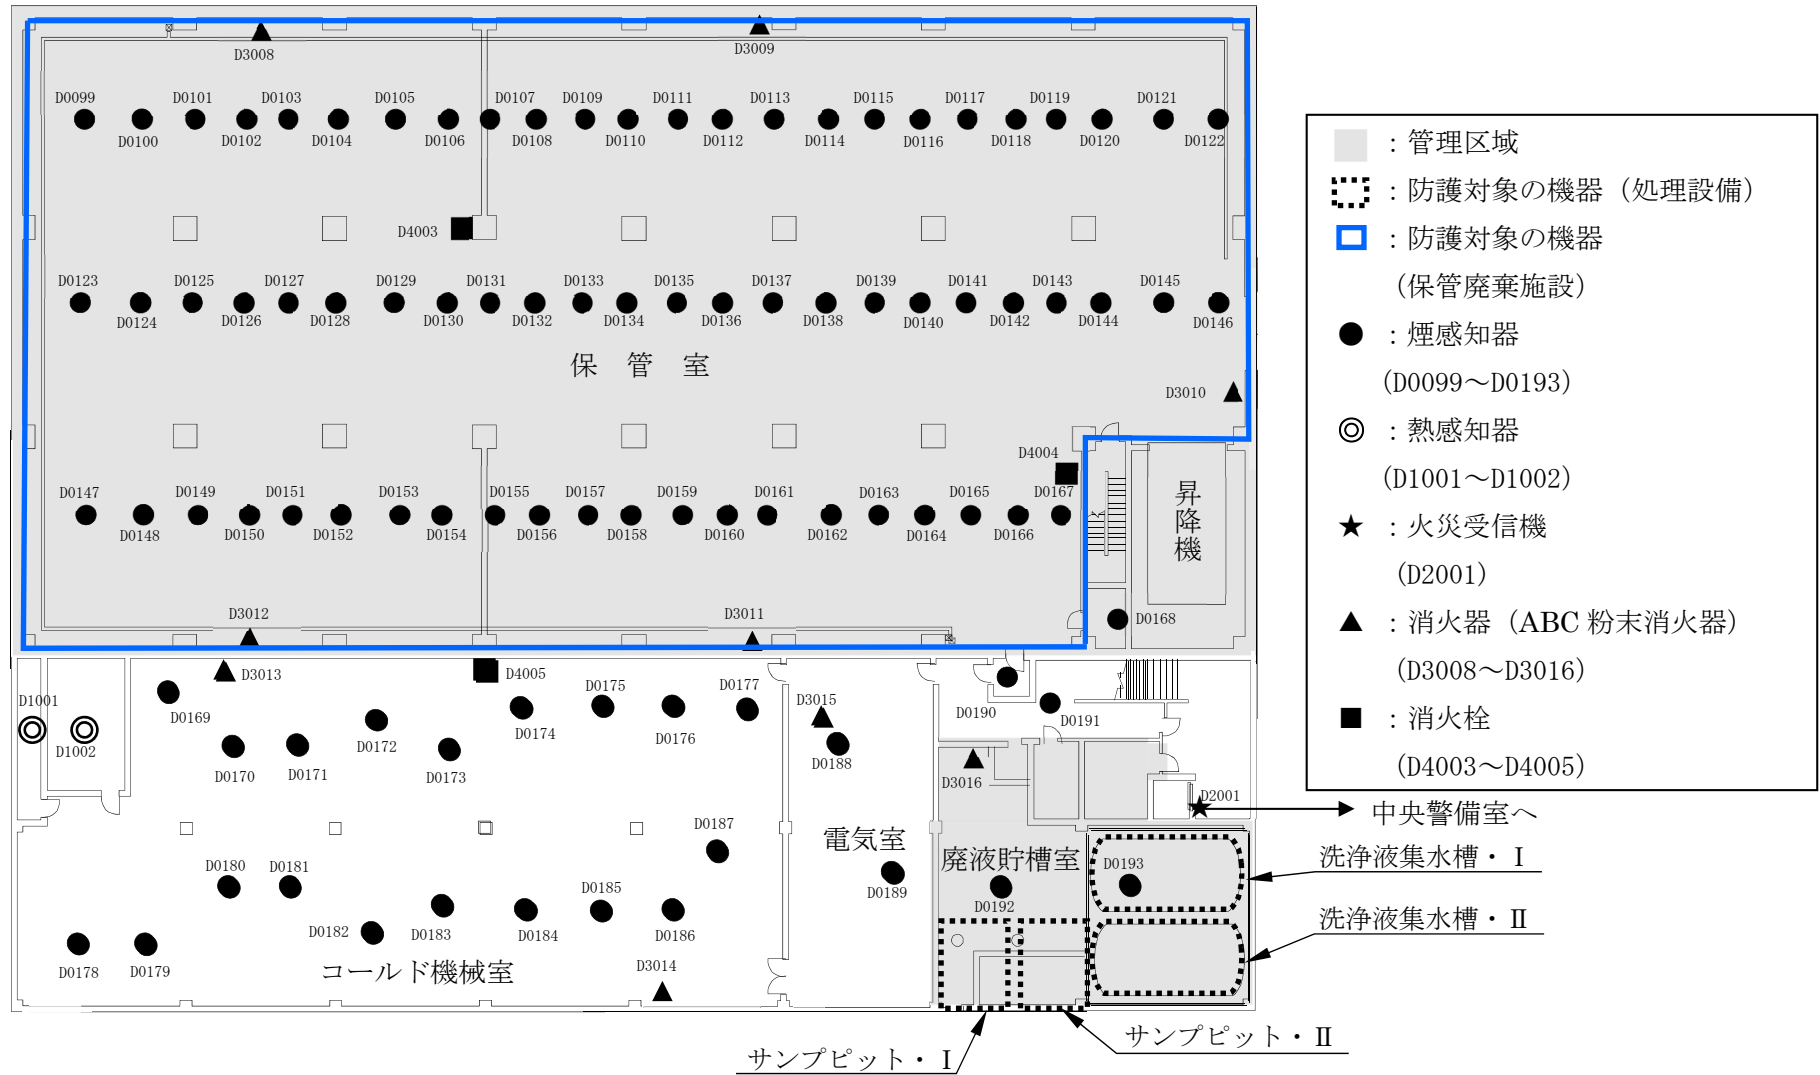 D3008
D3009
D0099
D0101
D0103
D0105
D0107
D0109
D0111
D0113
D0115
D0117
D0119
D0121
D0100
D0102
D0104
D0106
D0108
D0110
D0112
D0114
D0116
D0118
D0120
D0122
D4003
D0123
D0125
D0127
D0129
D0131
D0133
D0135
D0137
D0139
D0141
D0143
D0145
D0124
D0126
D0128
D0130
D0132
D0134
D0136
D0138
D0140
D0142
D0144
D0146
保管室
D3010
D4004
D0147
D0149
D0151
D0153
D0155
D0157
D0159
D0161
D0163
D0165
D0167
D0148
D0150
D0152
D0154
D0156
D0158
D0160
D0162
D0164
D0166
昇降機
D3012
D3011
D0168
D3013
D4005
D1001
D1002
D0169
D0170
D0171
D0172
D0173
D0174
D0175
D0176
D0177
D3015
D0188
D0190
D0191
D3016
D2001
中央警備室へ
D0187
電気室
D0189
廃液貯槽室
D0192
D0193
洗浄液集水槽・Ⅰ
洗浄液集水槽・Ⅱ
D0180
D0181
D0182
D0183
D0184
D0185
D0186
D0178
D0179
コールド機械室
D3014
サンプピット・Ⅰ
サンプピット・Ⅱ
：管理区域
：防護対象の機器（処理設備）
：防護対象の機器
（保管廃棄施設）
：煙感知器
（D0099～D0193）
：熱感知器
（D1001～D1002）
：火災受信機
（D2001）
：消火器（ABC 粉末消火器）
（D3008～D3016）
：消火栓
（D4003～D4005）